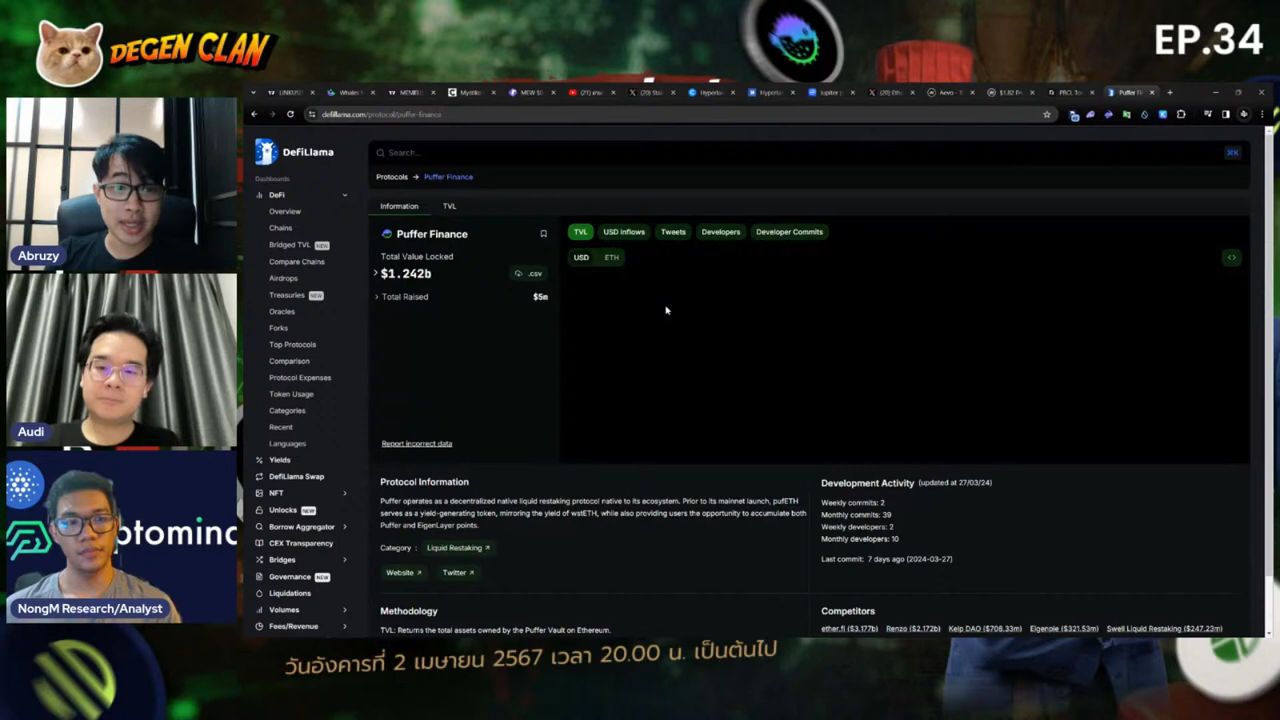 DEGEN CLAN
EP.34
Abruzy
Audi
NongM Research/Analyst
ptomind
Whales
MEW
Hyperla
Jupiter
Aevo -
Puffer Fi
defillama.com/protocol/puffer-finance
DefiLlama
Search...
Protocols → Puffer Finance
Dashboards
DeFi
Overview
Chains
Bridged TVL NEW
Compare Chains
Airdrops
Treasuries NEW
Oracles
Forks
Top Protocols
Comparison
Protocol Expenses
Token Usage
Categories
Recent
Languages
Yields
DefiLlama Swap
NFT
Unlocks NEW
Borrow Aggregator
CEX Transparency
Bridges
Governance NEW
Liquidations
Volumes
Fees/Revenue
Information TVL
Puffer Finance
Total Value Locked
$1.242b .csv
Total Raised $5m
Report incorrect data
TVL USD Inflows Tweets Developers Developer Commits
USD ETH
Protocol Information
Puffer operates as a decentralized native liquid restaking protocol native to its ecosystem. Prior to its mainnet launch, pufETH
serves as a yield-generating token, mirroring the yield of wstETH, while also providing users the opportunity to accumulate both
Puffer and EigenLayer points.
Category : Liquid Restaking
Website Twitter
Methodology
TVL: Returns the total assets owned by the Puffer Vault on Ethereum.
Development Activity (updated at 27/03/24)
Weekly commits: 2
Monthly commits: 39
Weekly developers: 2
Monthly developers: 10
Last commit: 7 days ago (2024-03-27)
Competitors
ether.fi ($3.177b) Renzo ($2.172b) Kelp DAO ($708.33m) Eigenpie ($321.53m) Swell Liquid Restaking ($247.23m)
วันอังคารที่ 2 เมษายน 2567 เวลา 20.00 น. เป็นต้นไป